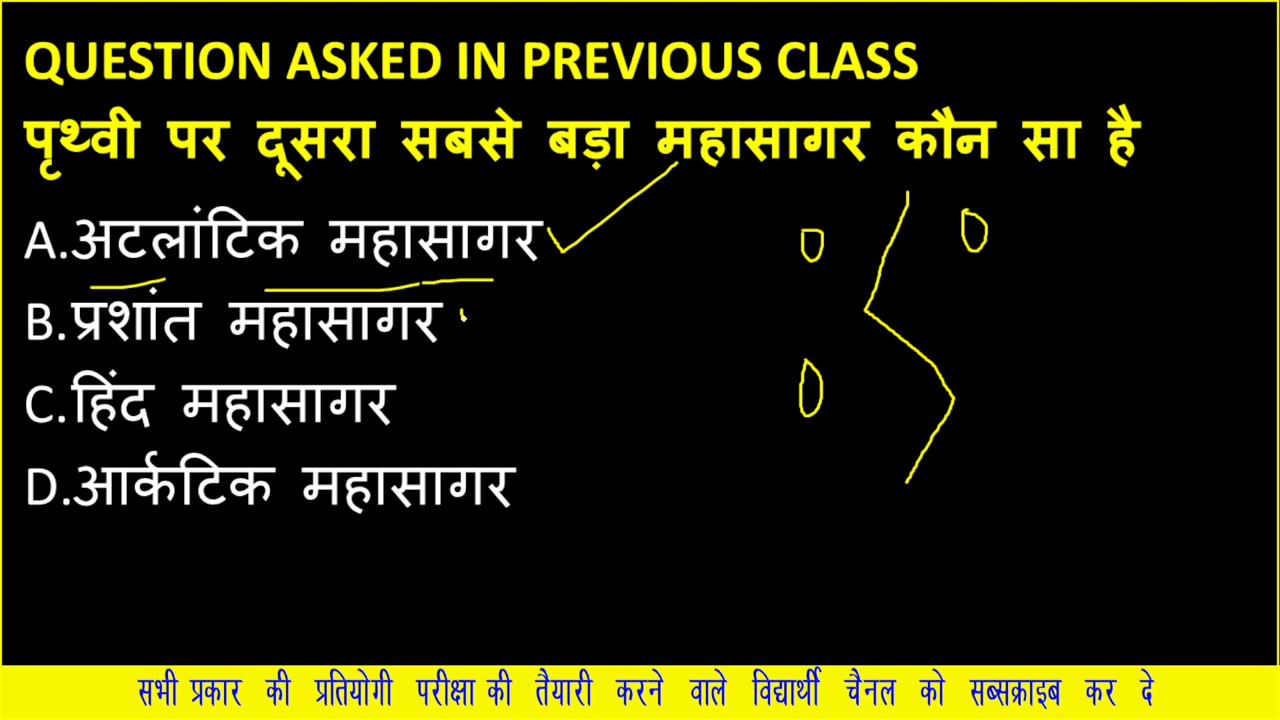 QUESTION ASKED IN PREVIOUS CLASS
पृथ्वी पर दूसरा सबसे बड़ा महासागर कौन सा है
A.अटलांटिक महासागर
B.प्रशांत महासागर
C.हिंद महासागर
D.आर्कटिक महासागर
सभी प्रकार की प्रतियोगी परीक्षा की तैयारी करने वाले विद्यार्थी चैनल को सब्सक्राइब कर दे